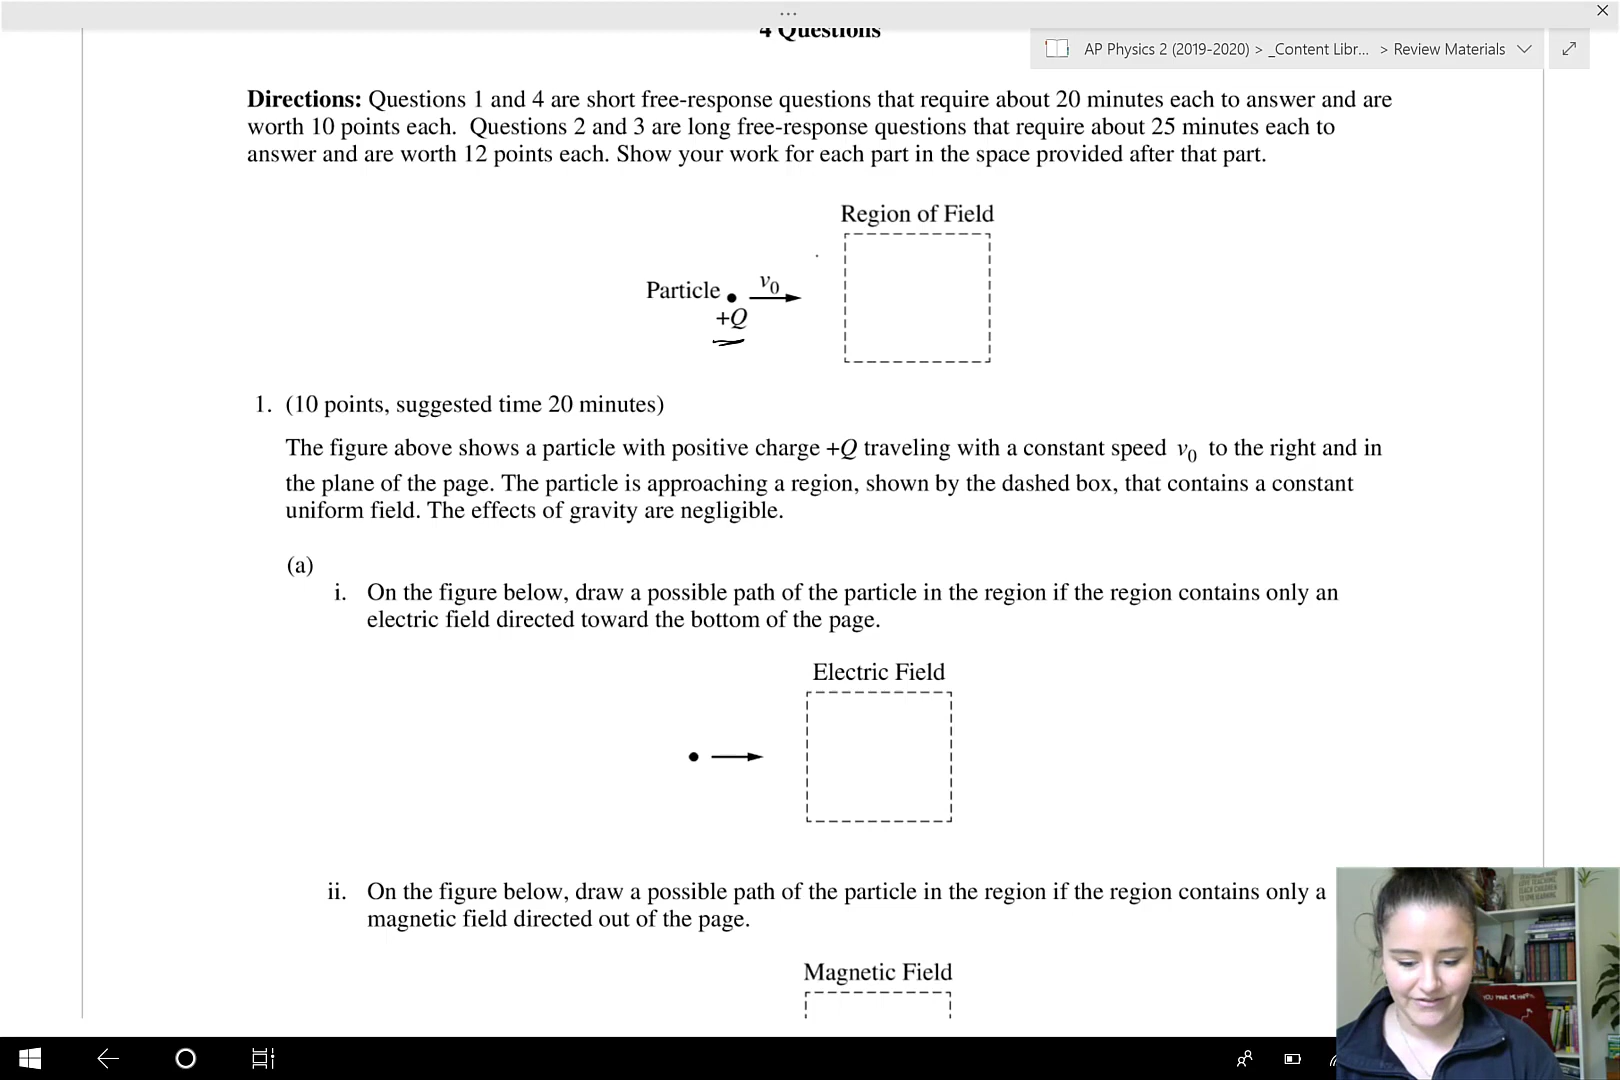 4 Questions
AP Physics 2 (2019-2020) > _Content Libr... > Review Materials
Directions: Questions 1 and 4 are short free-response questions that require about 20 minutes each to answer and are
worth 10 points each. Questions 2 and 3 are long free-response questions that require about 25 minutes each to
answer and are worth 12 points each. Show your work for each part in the space provided after that part.
Region of Field
Particle v0
+Q
1. (10 points, suggested time 20 minutes)
The figure above shows a particle with positive charge +Q traveling with a constant speed v0 to the right and in
the plane of the page. The particle is approaching a region, shown by the dashed box, that contains a constant
uniform field. The effects of gravity are negligible.
(a)
i. On the figure below, draw a possible path of the particle in the region if the region contains only an
electric field directed toward the bottom of the page.
Electric Field
ii. On the figure below, draw a possible path of the particle in the region if the region contains only a
magnetic field directed out of the page.
Magnetic Field